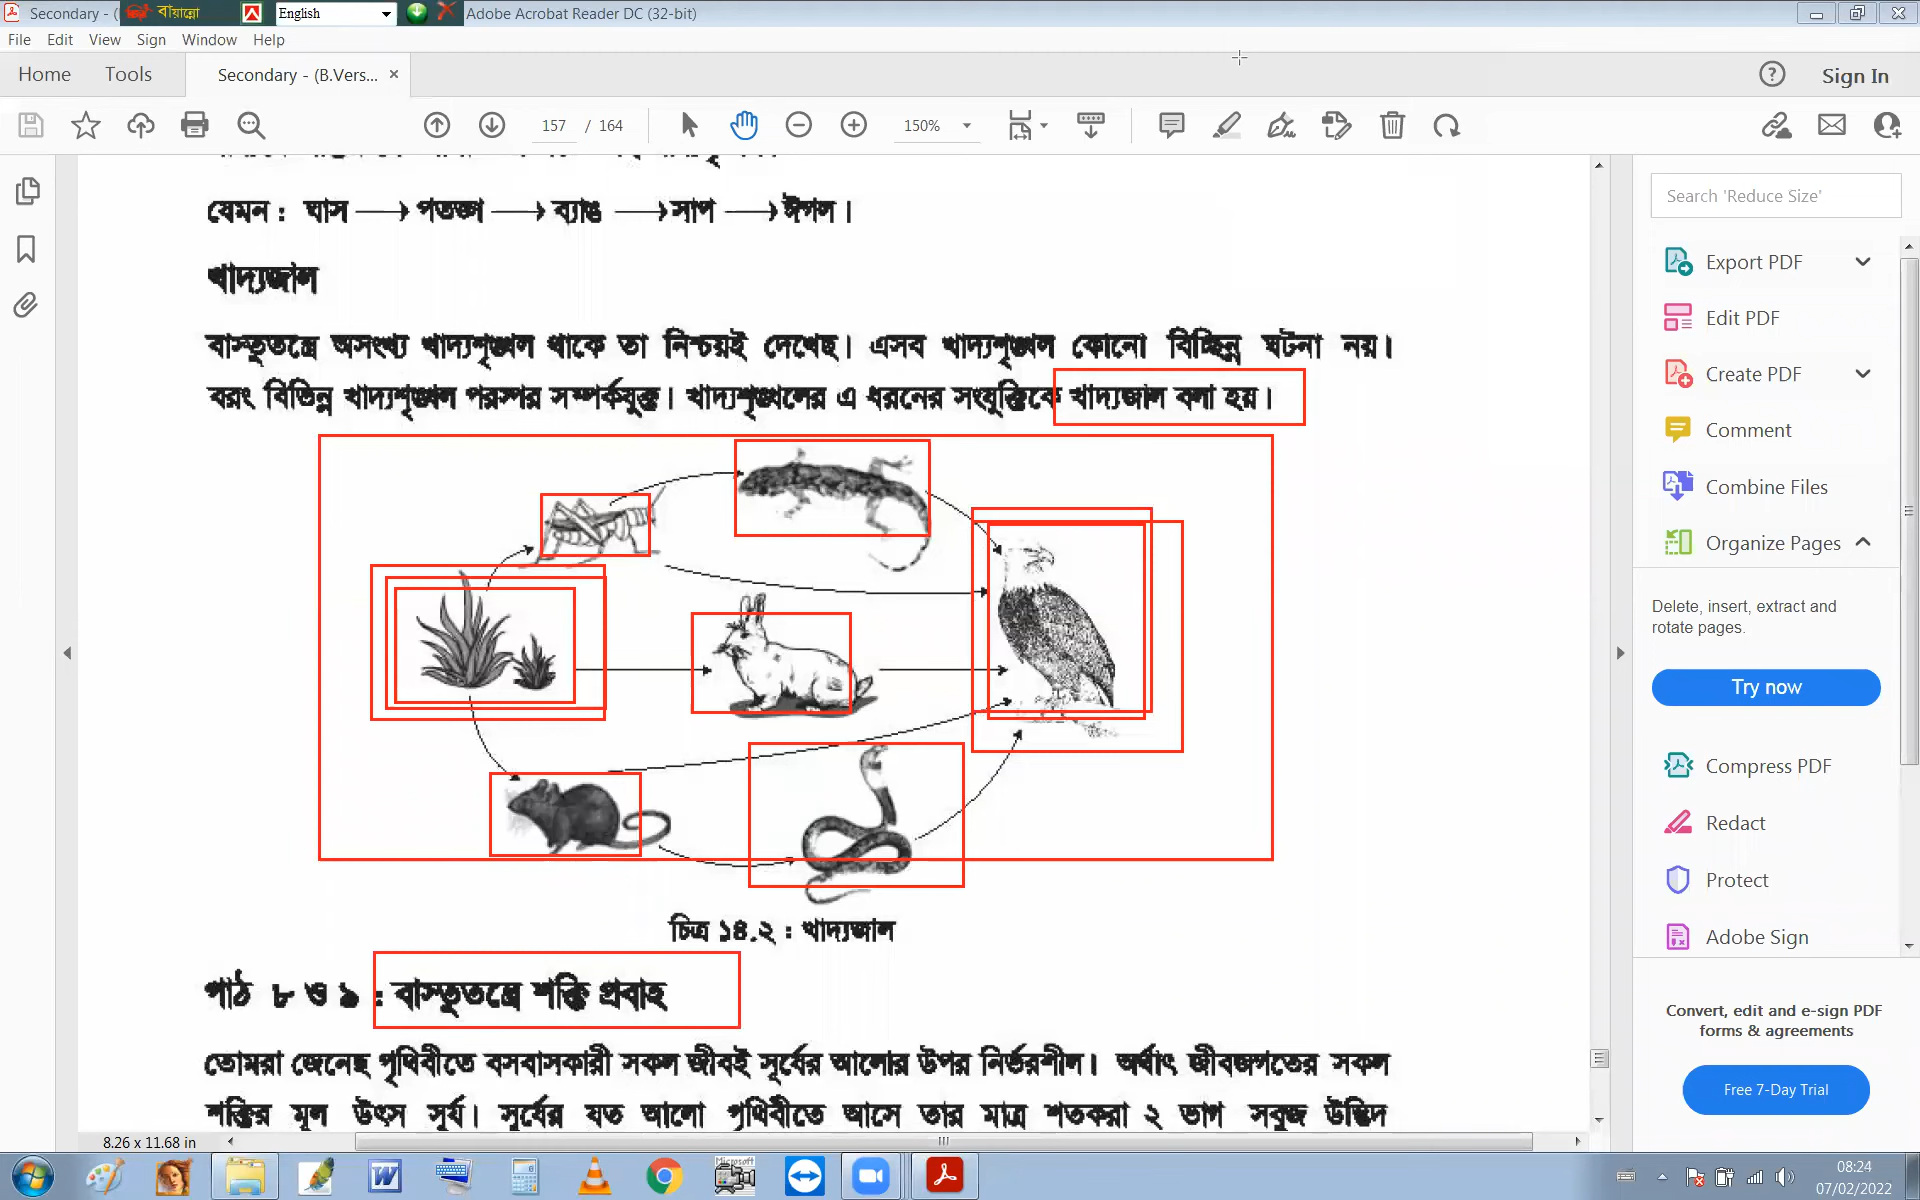 Secondary - (
বাঁয়ান্নো
English
Adobe Acrobat Reader DC (32-bit)
File Edit View Sign Window Help
Home Tools Secondary - (B.Vers... × Sign In
157 / 164 150%
যেমন : ঘাস → পতঙ্গ → ব্যাঙ → সাপ → ঈগল।
খাদ্যজাল
বাস্তুতন্ত্রে অসংখ্য খাদ্যশৃঙ্খল থাকে তা নিশ্চয়ই দেখেছ। এসব খাদ্যশৃঙ্খল কোনো বিচ্ছিন্ন ঘটনা নয়।
বরং বিভিন্ন খাদ্যশৃঙ্খল পরস্পর সম্পর্কযুক্ত। খাদ্যশৃঙ্খলের এ ধরনের সংযুক্তিকে খাদ্যজাল বলা হয়।
চিত্র ১৪.২ : খাদ্যজাল
পাঠ ৮ ও ৯ : বাস্তুতন্ত্রে শক্তি প্রবাহ
তোমরা জেনেছ পৃথিবীতে বসবাসকারী সকল জীবই সূর্যের আলোর উপর নির্ভরশীল। অর্থাৎ জীবজগতের সকল
শক্তির মূল উৎস সূর্য। সূর্যের যত আলো পৃথিবীতে আসে তার মাত্র শতকরা ২ ভাগ সবুজ উদ্ভিদ
8.26 x 11.68 in
Search 'Reduce Size'
Export PDF
Edit PDF
Create PDF
Comment
Combine Files
Organize Pages
Delete, insert, extract and
rotate pages.
Try now
Compress PDF
Redact
Protect
Adobe Sign
Convert, edit and e-sign PDF
forms & agreements
Free 7-Day Trial
Microsoft
08:24
07/02/2022